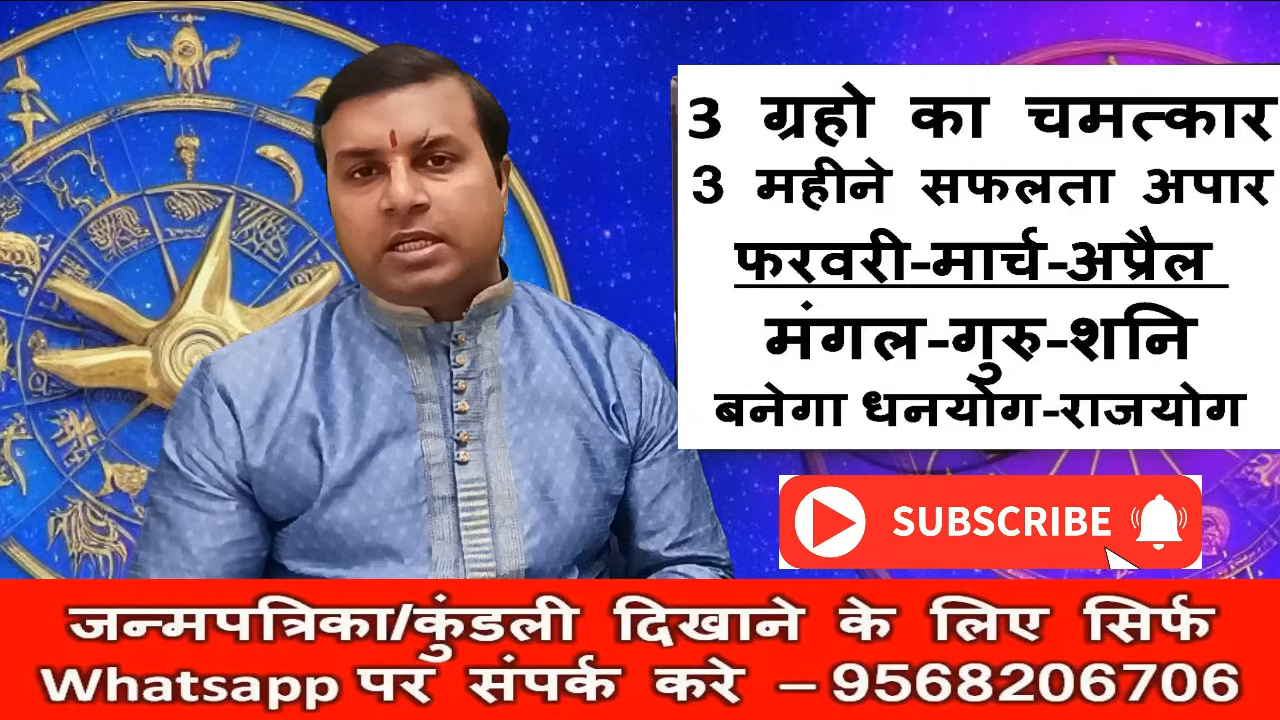 3 ग्रहो का चमत्कार
3 महीने सफलता अपार
फरवरी-मार्च-अप्रैल
मंगल-गुरु-शनि
बनेगा धनयोग-राजयोग
SUBSCRIBE
जन्मपत्रिका/कुंडली दिखाने के लिए सिर्फ
Whatsapp पर संपर्क करे – 9568206706